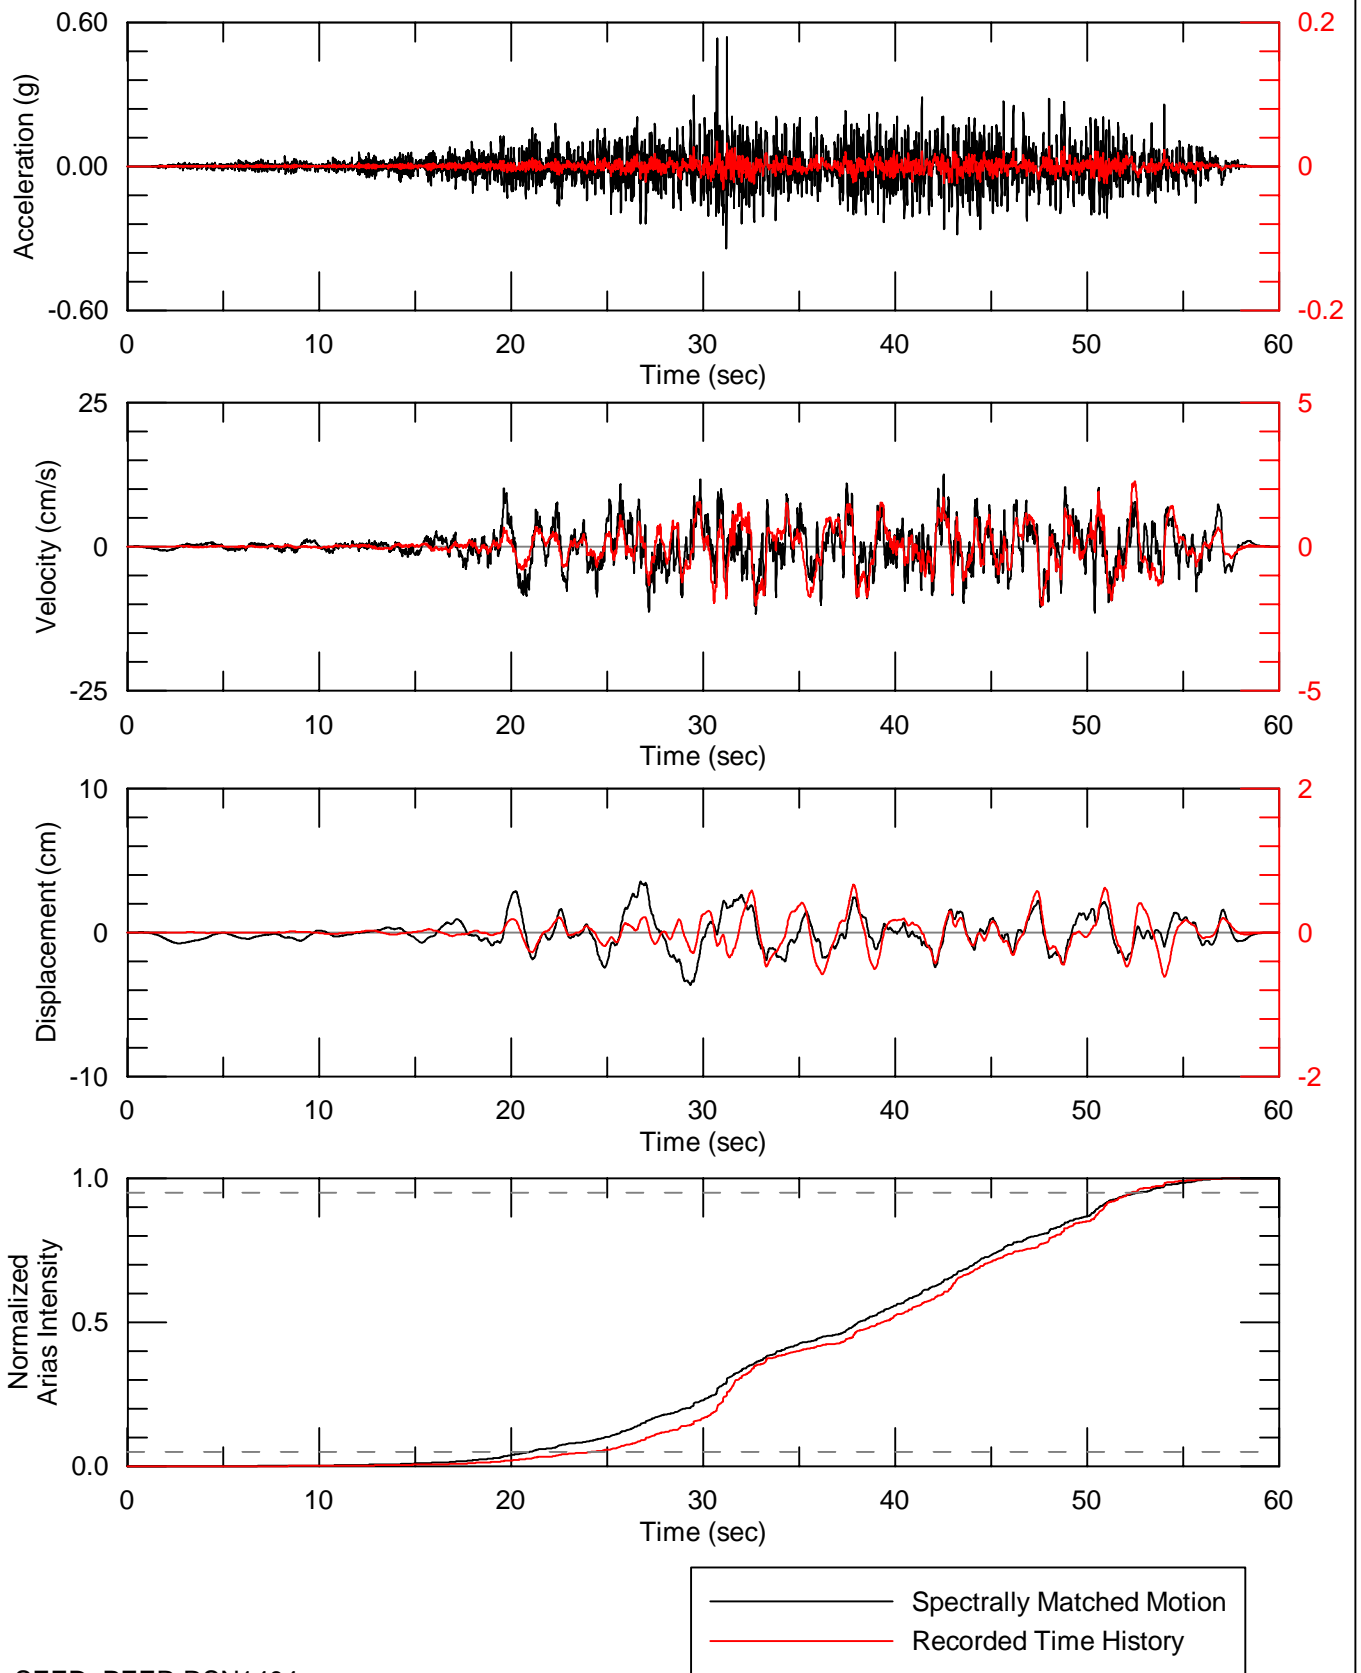 0.60
0.00
-0.60
Acceleration (g)
0.2
0
-0.2
0 10 20 30 40 50 60
Time (sec)
25
0
-25
Velocity (cm/s)
5
0
-5
0 10 20 30 40 50 60
Time (sec)
10
0
-10
Displacement (cm)
2
0
-2
0 10 20 30 40 50 60
Time (sec)
1.0
0.5
0.0
Normalized
Arias Intensity
0 10 20 30 40 50 60
Time (sec)
Spectrally Matched Motion
Recorded Time History